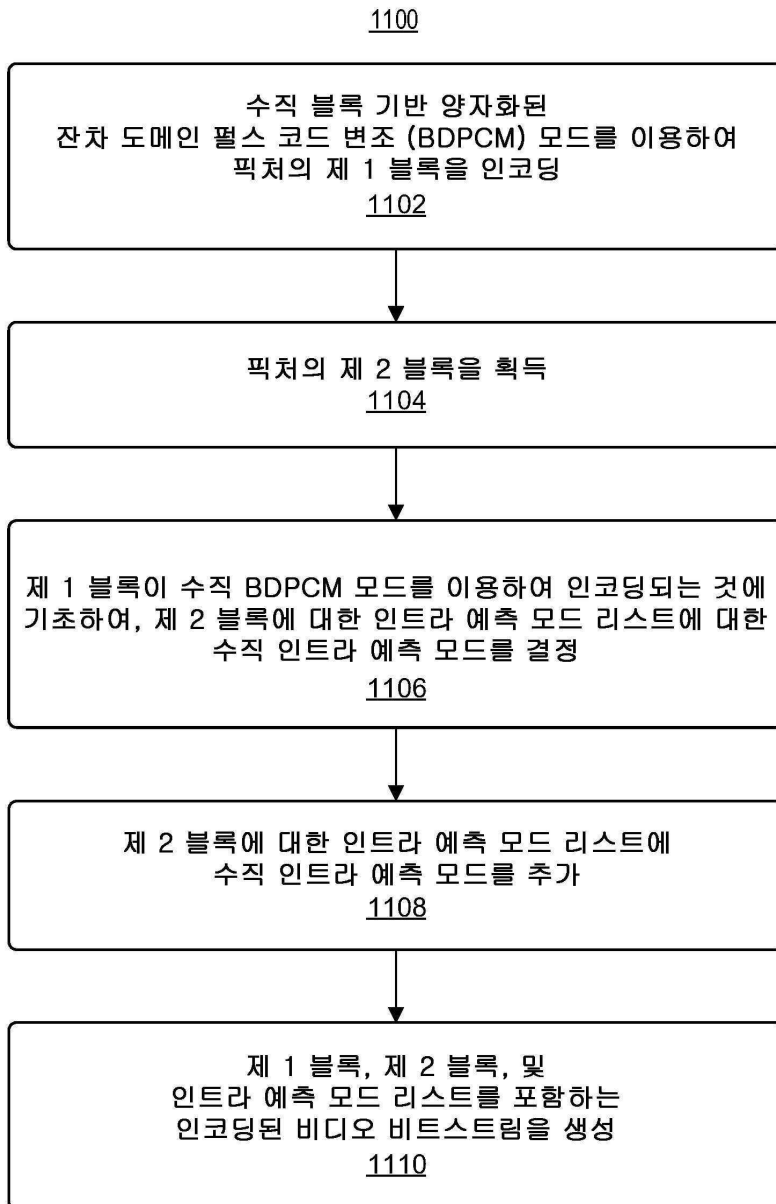 1100
수직 블록 기반 양자화된
잔차 도메인 펄스 코드 변조 (BDPCM) 모드를 이용하여
픽처의 제 1 블록을 인코딩
1102
픽처의 제 2 블록을 획득
1104
제 1 블록이 수직 BDPCM 모드를 이용하여 인코딩되는 것에
기초하여, 제 2 블록에 대한 인트라 예측 모드 리스트에 대한
수직 인트라 예측 모드를 결정
1106
제 2 블록에 대한 인트라 예측 모드 리스트에
수직 인트라 예측 모드를 추가
1108
제 1 블록, 제 2 블록, 및
인트라 예측 모드 리스트를 포함하는
인코딩된 비디오 비트스트림을 생성
1110